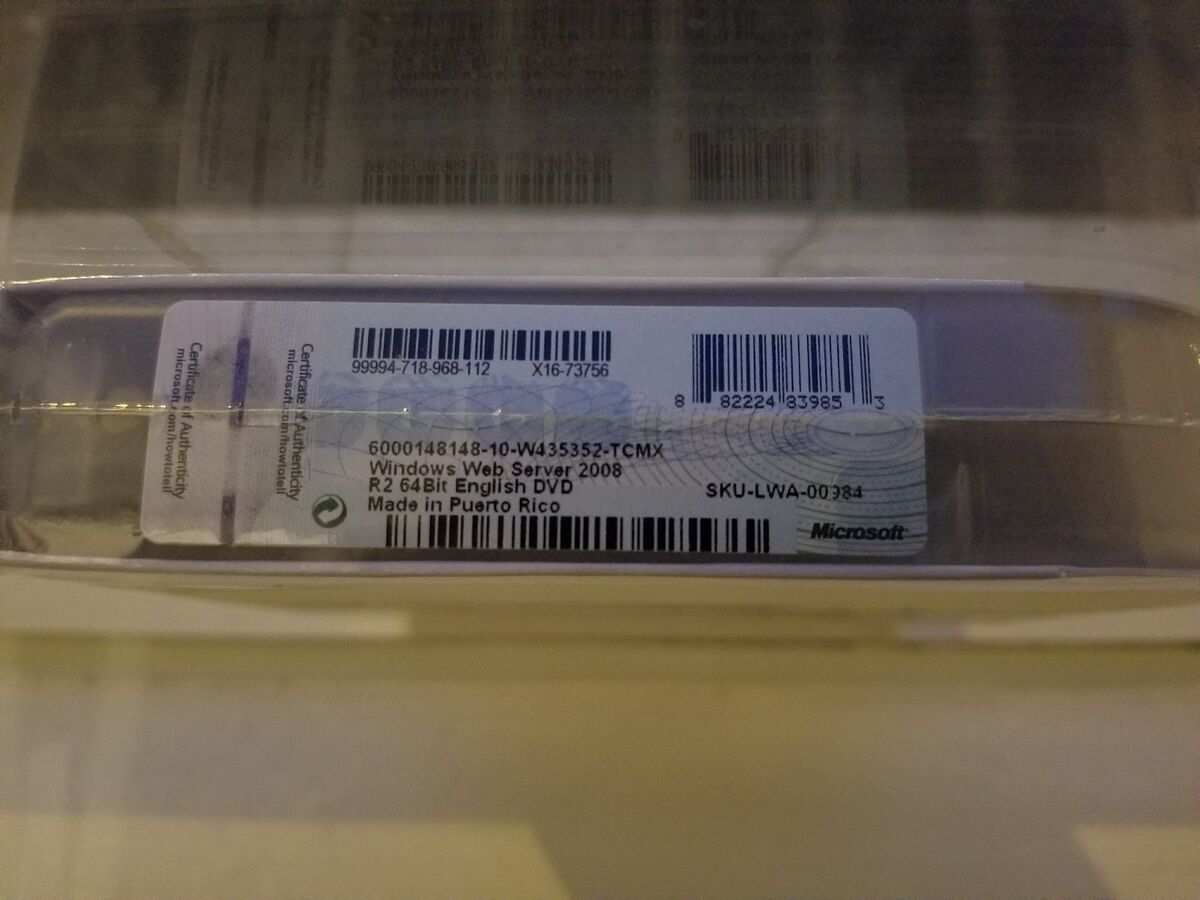 Certificate of Authenticity
microsoft.com/howtotell
Certificate of Authenticity
microsoft.com/howtotell
99994-718-968-112 X16-73756
8 82224 83985 3
6000148148-10-W435352-TCMX
Windows Web Server 2008
R2 64Bit English DVD
SKU-LWA-00984
Made in Puerto Rico
Microsoft